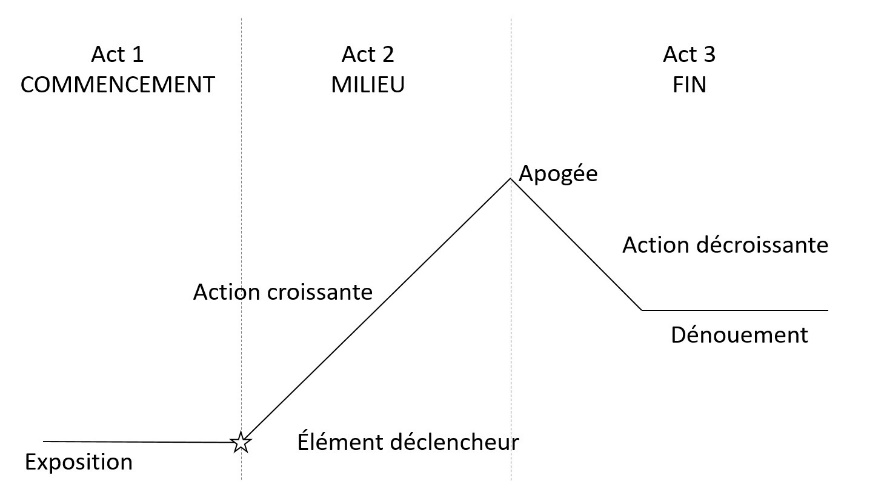 Act 1
COMMENCEMENT
Act 2
MILIEU
Act 3
FIN
Apogée
Action décroissante
Action croissante
Dénouement
Élément déclencheur
Exposition